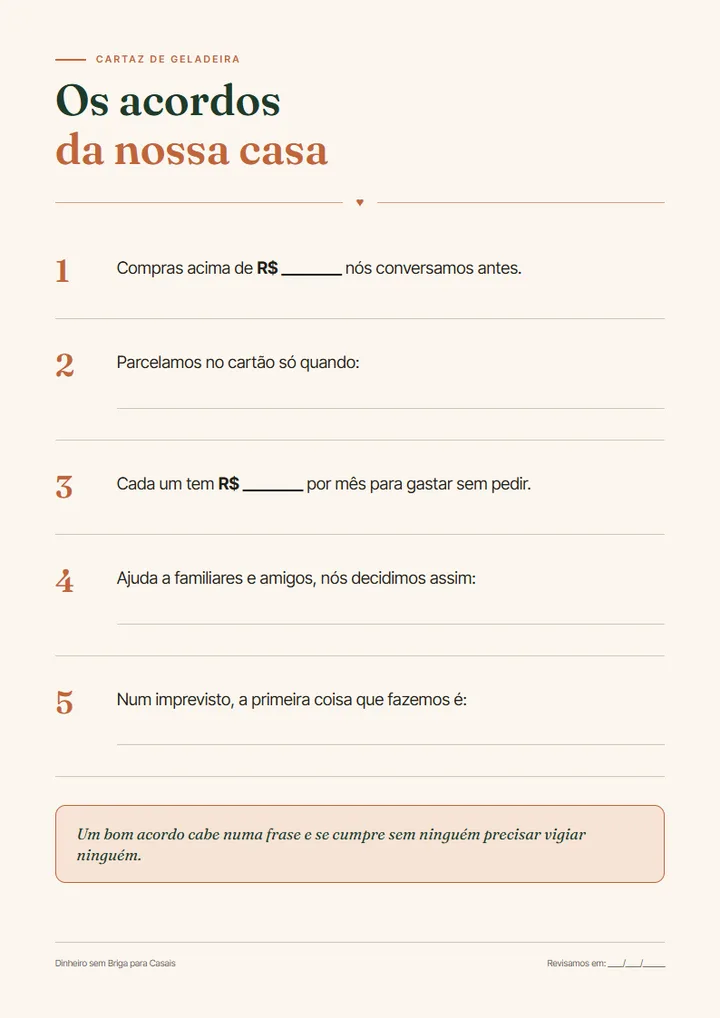 CARTAZ DE GELADEIRA
Os acordos
da nossa casa
♥
1 Compras acima de R$ _______ nós conversamos antes.
2 Parcelamos no cartão só quando:
3 Cada um tem R$ _______ por mês para gastar sem pedir.
4 Ajuda a familiares e amigos, nós decidimos assim:
5 Num imprevisto, a primeira coisa que fazemos é:
Um bom acordo cabe numa frase e se cumpre sem ninguém precisar vigiar
ninguém.
Dinheiro sem Briga para Casais Revisamos em: ___/___/_____